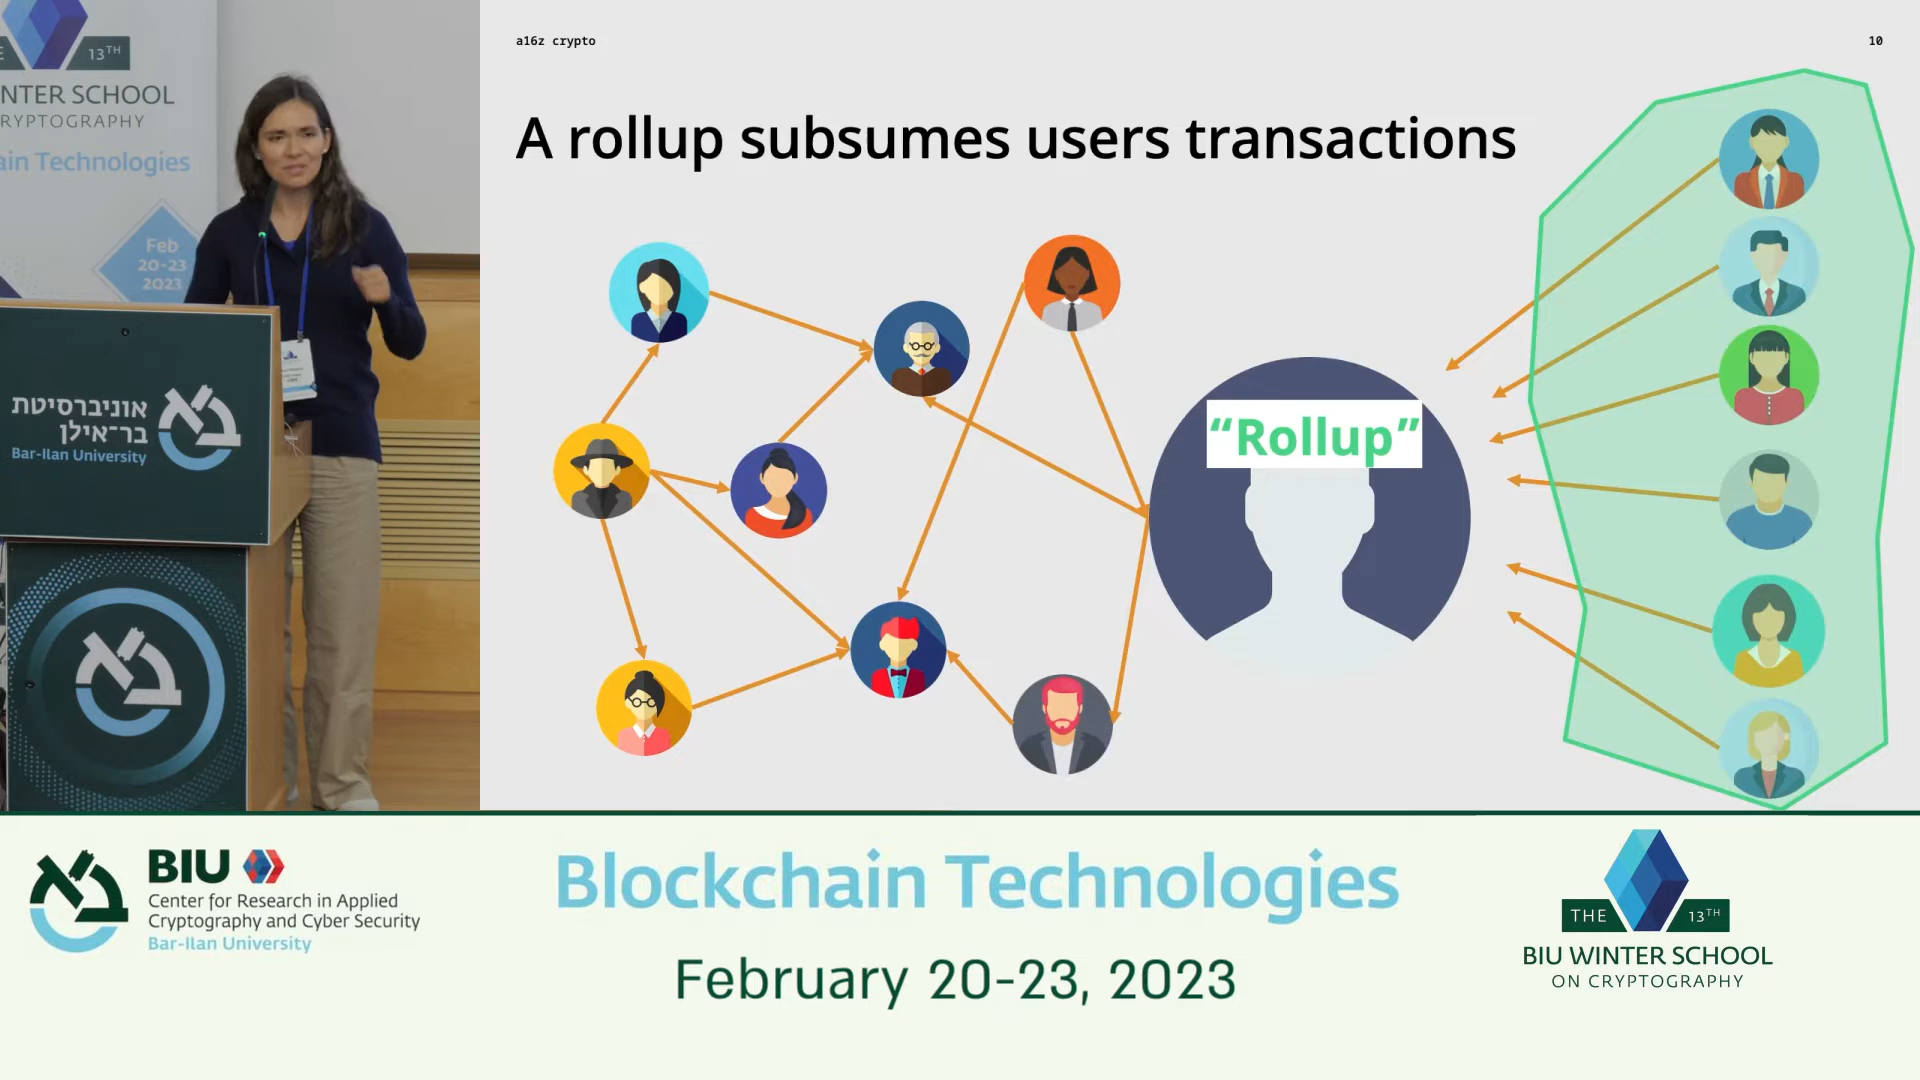 13TH
NTER SCHOOL
RYPTOGRAPHY
ain Technologies
Feb
20-23
2023
אוניברסיטת
בר־אילן
Bar-Ilan University
a16z crypto
10
A rollup subsumes users transactions
“Rollup”
BIU
Center for Research in Applied
Cryptography and Cyber Security
Bar-Ilan University
Blockchain Technologies
February 20-23, 2023
THE 13TH
BIU WINTER SCHOOL
ON CRYPTOGRAPHY